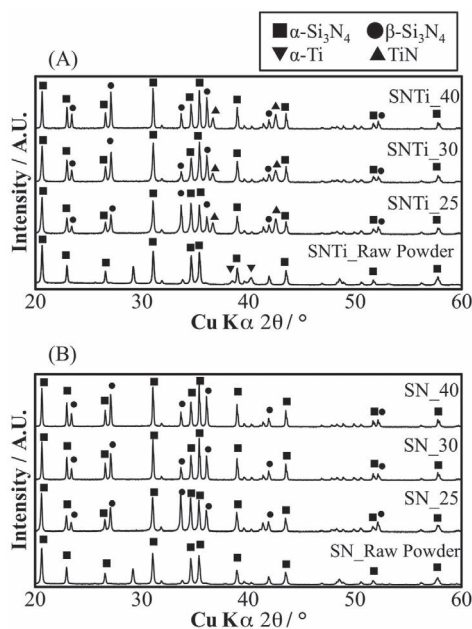 (A)
■α-Si₃N₄ ●β-Si₃N₄
▼α-Ti ▲TiN
SNTi_40
SNTi_30
SNTi_25
SNTi_Raw Powder
Intensity / A.U.
20 30 40 50 60
Cu Kα 2θ / °
(B)
SN_40
SN_30
SN_25
SN_Raw Powder
Intensity / A.U.
20 30 40 50 60
Cu Kα 2θ / °